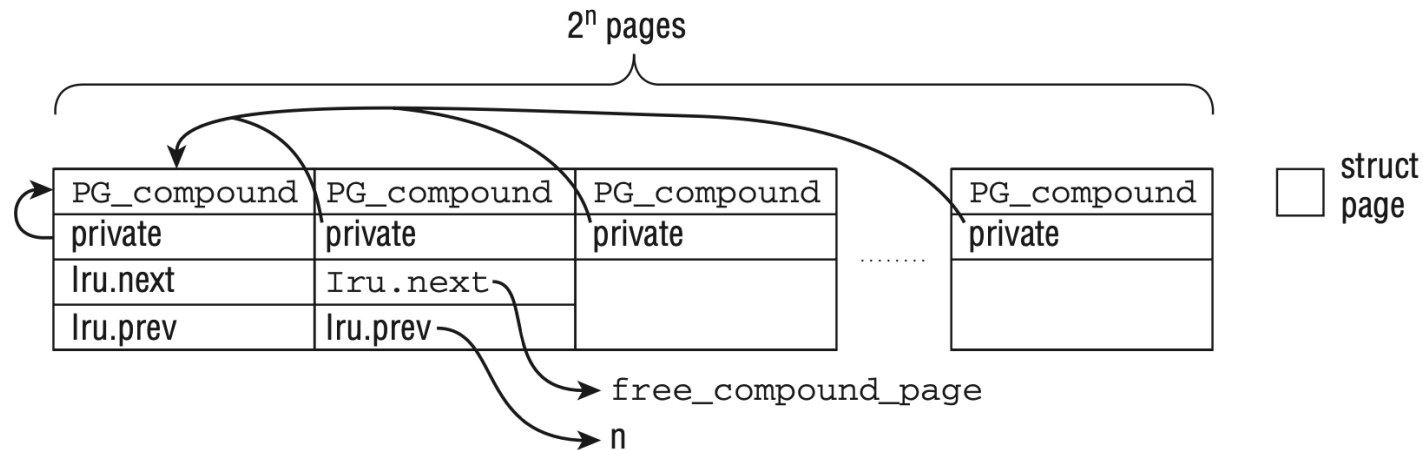 2ⁿ pages
PG_compound PG_compound PG_compound PG_compound
private private private private
lru.next lru.next
lru.prev lru.prev
........
struct
page
free_compound_page
n